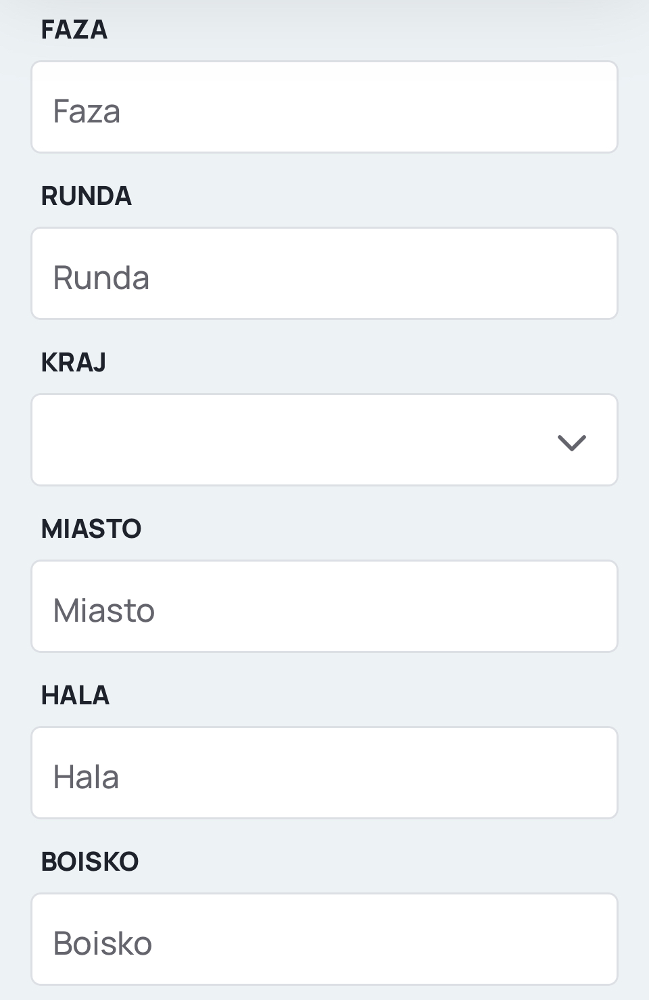 FAZA
Faza
RUNDA
Runda
KRAJ
MIASTO
Miasto
HALA
Hala
BOISKO
Boisko